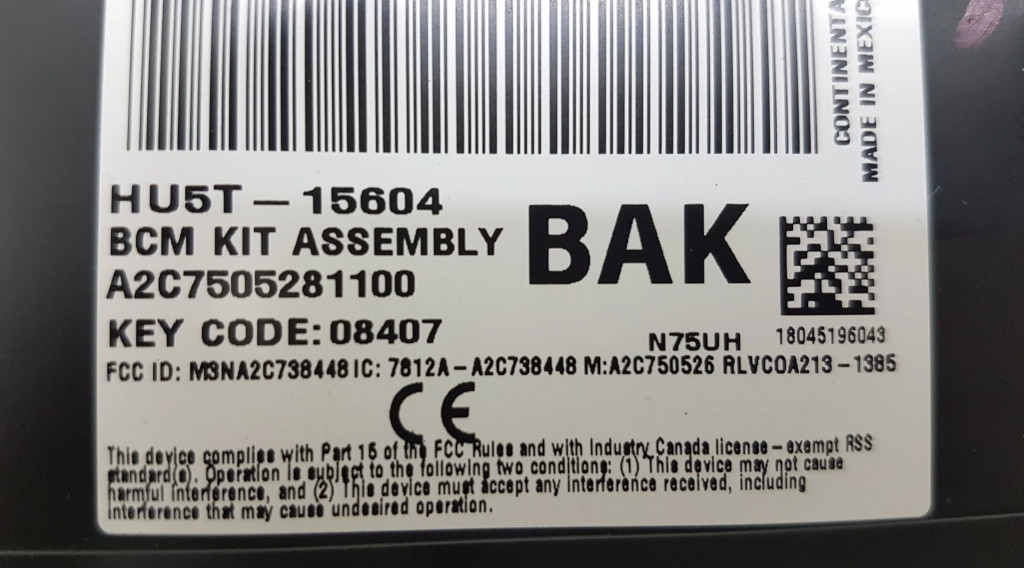 CONTINENTA
MADE IN MEXIC
HU5T – 15604
BCM KIT ASSEMBLY
BAK
A2C7505281100
KEY CODE: 08407
N75UH
18045196043
FCC ID: M3NA2C738448 IC: 7812A – A2C738448 M:A2C750526 RLVCOA213 – 1385
CE
This device complies with Part 15 of the FCC Rules and with Industry Canada license – exempt RSS
standard(s). Operation is subject to the following two conditions: (1) This device may not cause
harmful interference, and (2) This device must accept any interference received, including
interference that may cause undesired operation.